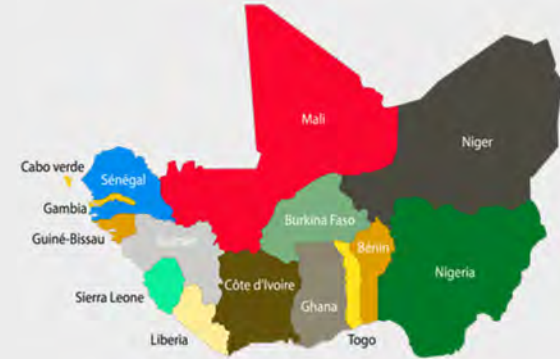 Mali
Niger
Cabo verde
Sénégal
Gambia
Burkina Faso
Guiné-Bissau
Bénin
Côte d'Ivoire
Nigeria
Sierra Leone
Ghana
Liberia
Togo